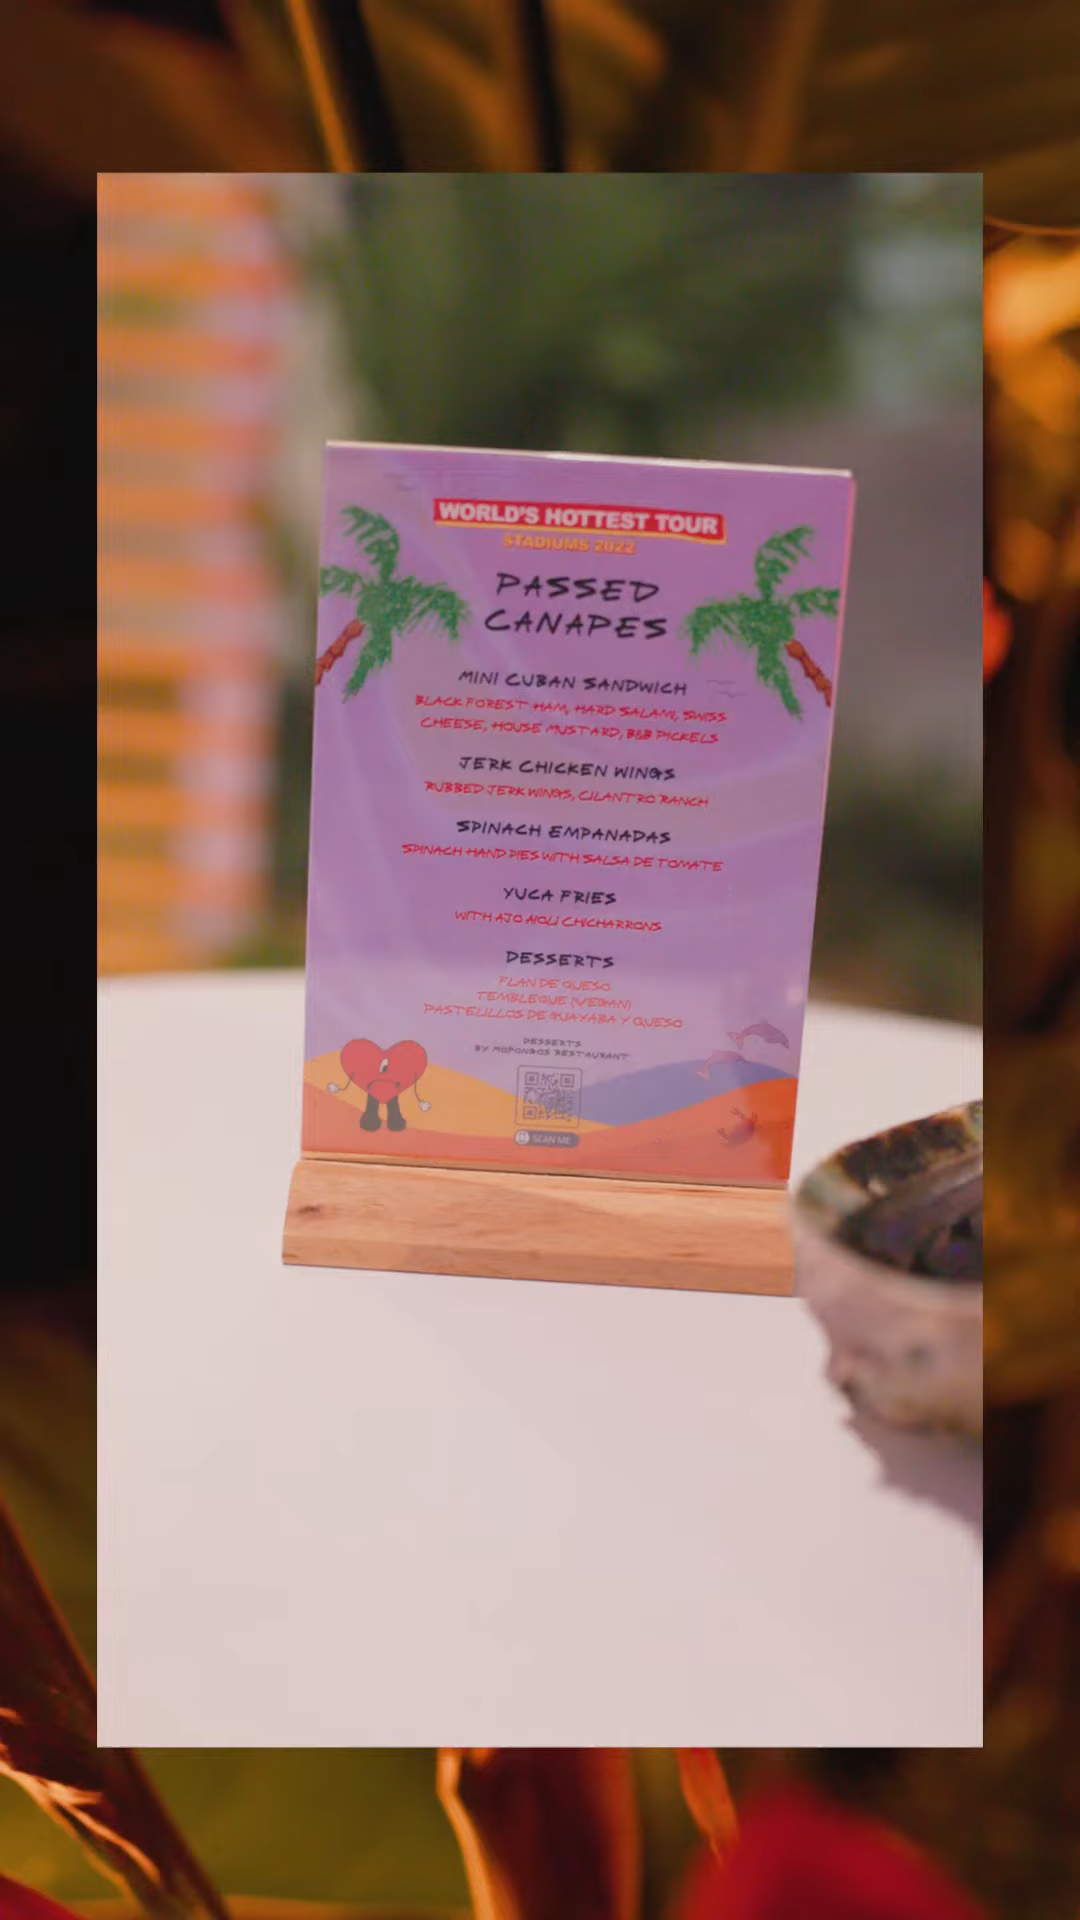 WORLD'S HOTTEST TOUR
STADIUMS 2022
PASSED
CANAPES
MINI CUBAN SANDWICH
BLACK FOREST HAM, HARD SALAMI, SWISS
CHEESE, HOUSE MUSTARD, B&B PICKELS
JERK CHICKEN WINGS
RUBBED JERK WINGS, CILANTRO RANCH
SPINACH EMPANADAS
SPINACH HAND PIES WITH SALSA DE TOMATE
YUCA FRIES
WITH AJO AIOLI CHICHARRONS
DESSERTS
FLAN DE QUESO
TEMBLEQUE (VEGAN)
PASTELILLOS DE GUAYABA Y QUESO
DESSERTS
BY MOFONGOS RESTAURANT
SCAN ME